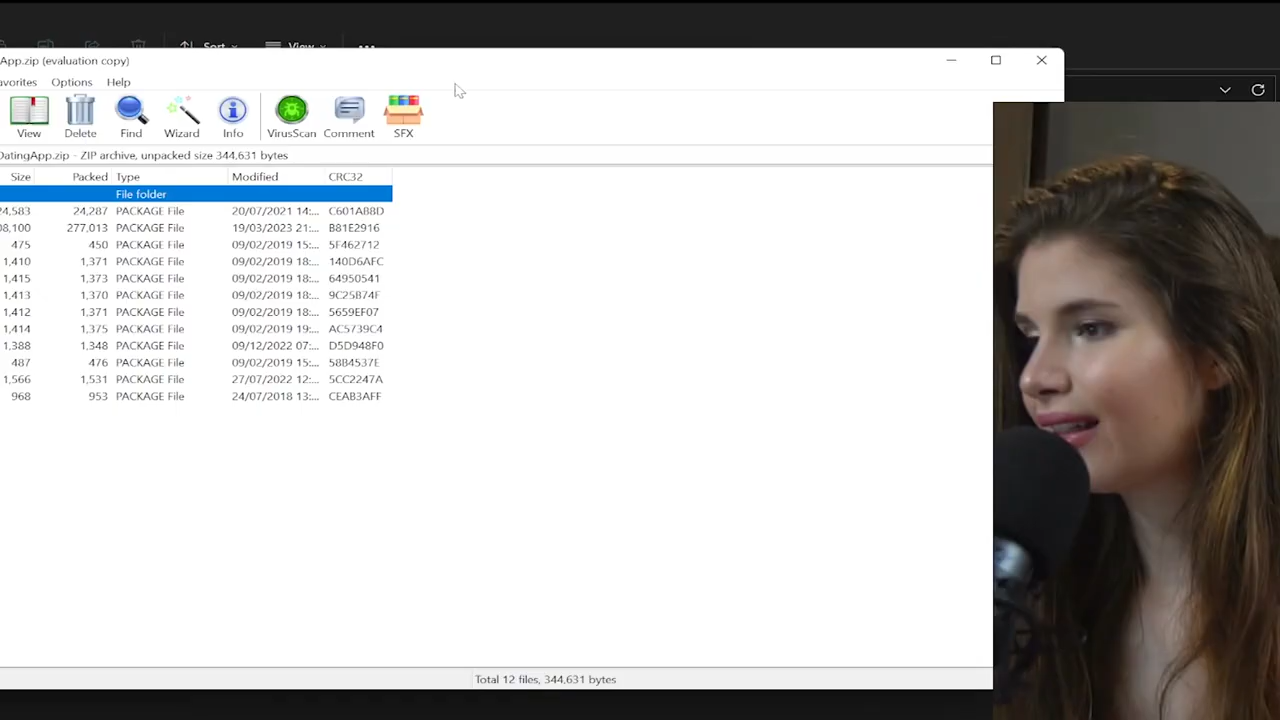 Sort View
App.zip (evaluation copy)
avorites Options Help
View Delete Find Wizard Info VirusScan Comment SFX
DatingApp.zip - ZIP archive, unpacked size 344,631 bytes
Size Packed Type Modified CRC32
File folder
24,583 24,287 PACKAGE File 20/07/2021 14:... C601AB8D
08,100 277,013 PACKAGE File 19/03/2023 21:... B81E2916
475 450 PACKAGE File 09/02/2019 15:... 5F462712
1,410 1,371 PACKAGE File 09/02/2019 18:... 140D6AFC
1,415 1,373 PACKAGE File 09/02/2019 18:... 64950541
1,413 1,370 PACKAGE File 09/02/2019 18:... 9C25B74F
1,412 1,371 PACKAGE File 09/02/2019 18:... 5659EF07
1,414 1,375 PACKAGE File 09/02/2019 19:... AC5739C4
1,388 1,348 PACKAGE File 09/12/2022 07:... D5D948F0
487 476 PACKAGE File 09/02/2019 15:... 58B4537E
1,566 1,531 PACKAGE File 27/07/2022 12:... 5CC2247A
968 953 PACKAGE File 24/07/2018 13:... CEAB3AFF
Total 12 files, 344,631 bytes